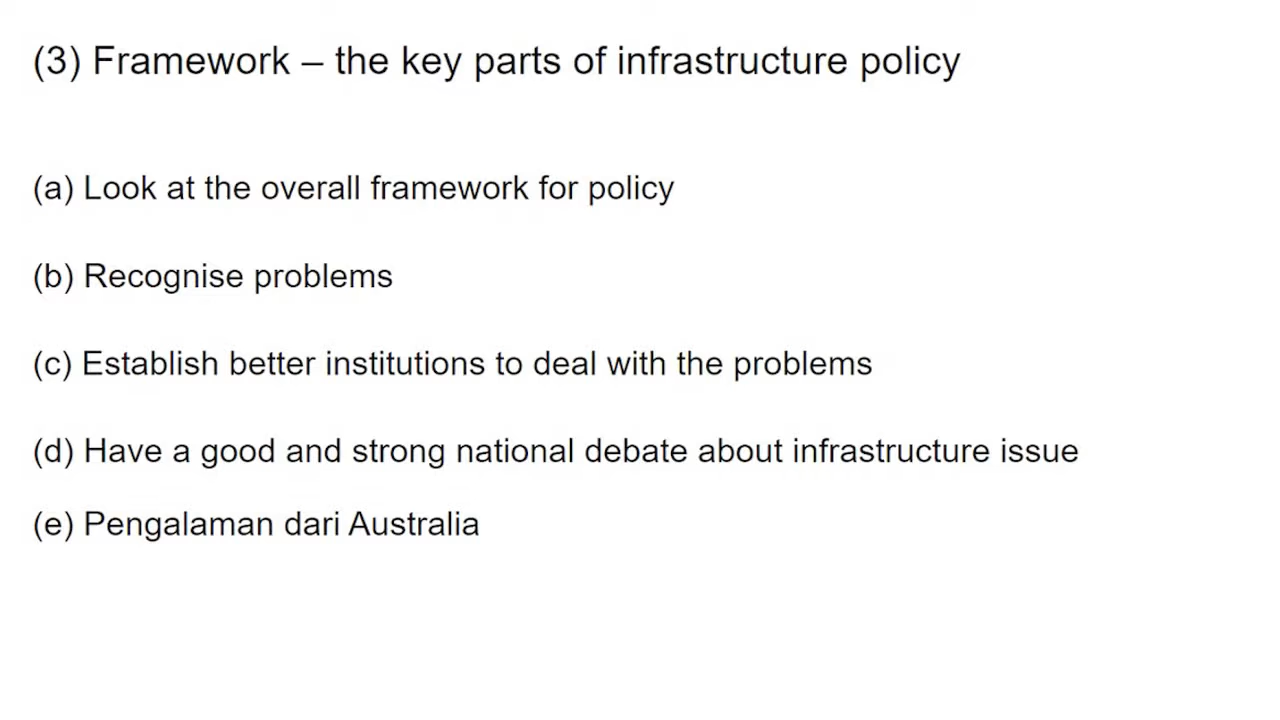 (3) Framework – the key parts of infrastructure policy
(a) Look at the overall framework for policy
(b) Recognise problems
(c) Establish better institutions to deal with the problems
(d) Have a good and strong national debate about infrastructure issue
(e) Pengalaman dari Australia